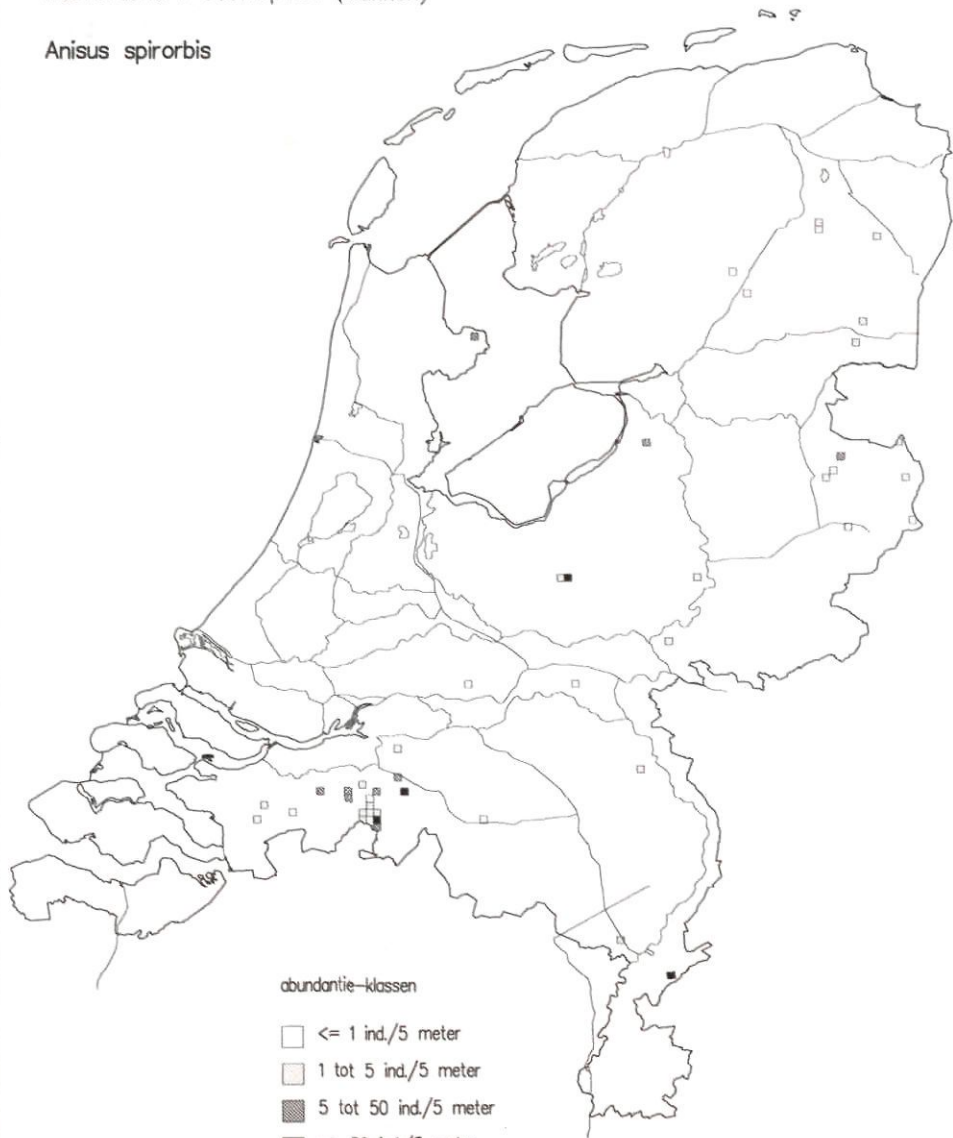 Anisus spirorbis
abundantie-klassen
<= 1 ind./5 meter
1 tot 5 ind./5 meter
5 tot 50 ind./5 meter